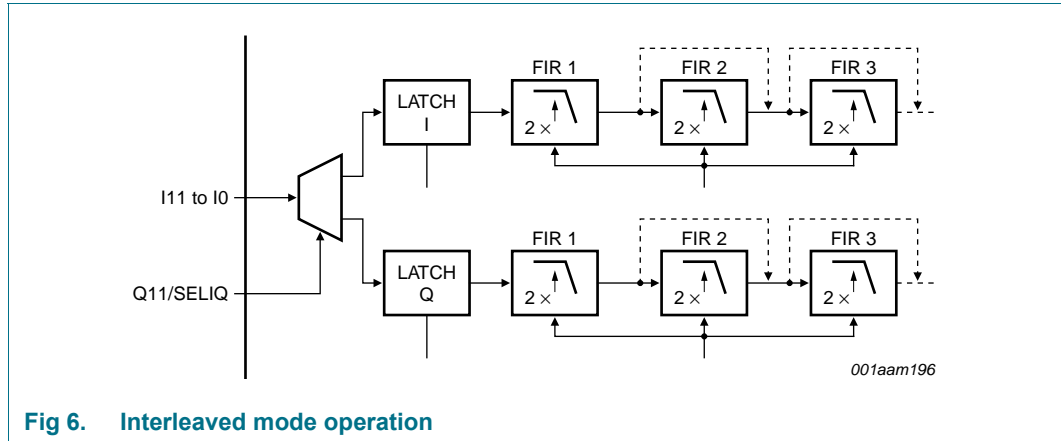 FIR 1
FIR 2
FIR 3
LATCH
I
2 ×
2 ×
2 ×
I11 to I0
FIR 1
FIR 2
FIR 3
LATCH
Q
2 ×
2 ×
2 ×
Q11/SELIQ
001aam196
Fig 6. Interleaved mode operation